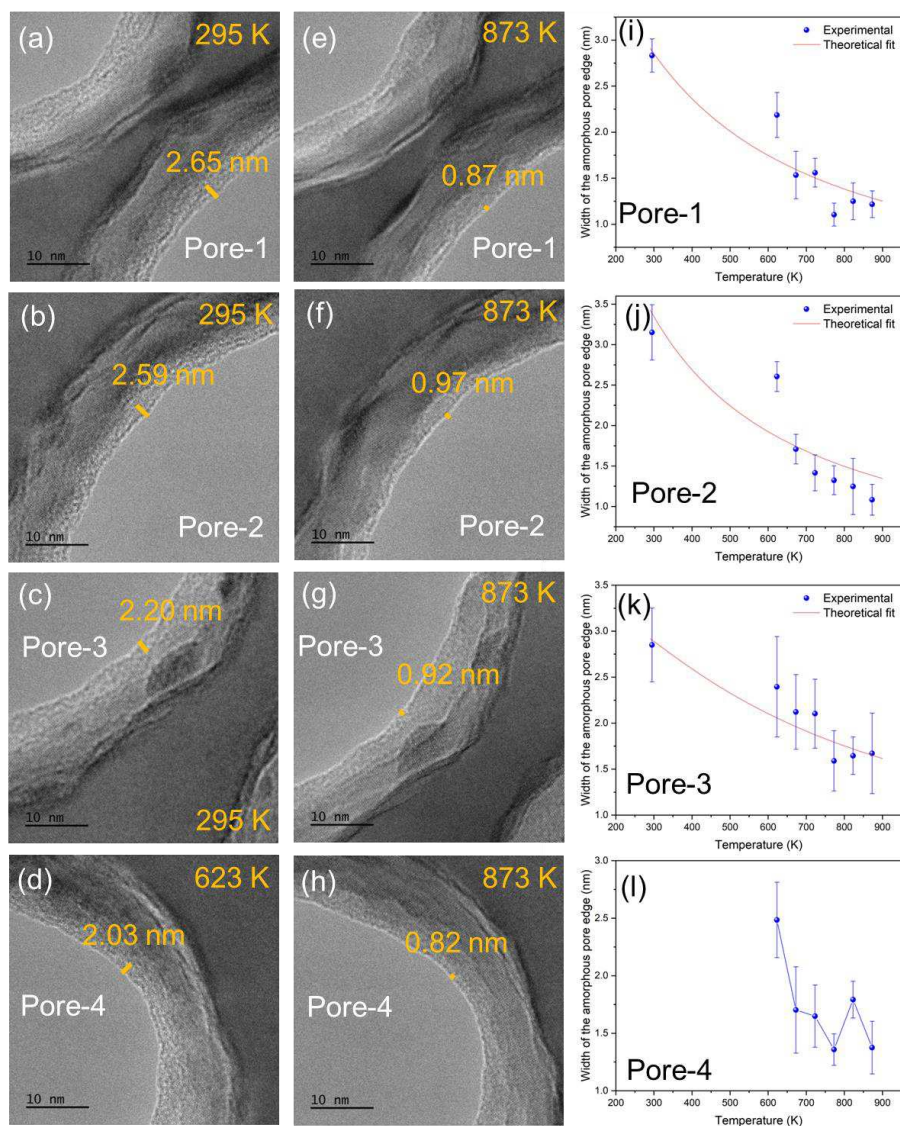 (a)
295 K
2.65 nm
Pore-1
10 nm
(e)
873 K
0.87 nm
Pore-1
10 nm
(i)
Experimental
Theoretical fit
Width of the amorphous pore edge (nm)
3.0
2.5
2.0
1.5
1.0
Pore-1
200 300 400 500 600 700 800 900
Temperature (K)
(b)
295 K
2.59 nm
Pore-2
10 nm
(f)
873 K
0.97 nm
Pore-2
10 nm
(j)
Experimental
Theoretical fit
Width of the amorphous pore edge (nm)
3.5
3.0
2.5
2.0
1.5
1.0
Pore-2
200 300 400 500 600 700 800 900
Temperature (K)
(c)
2.20 nm
Pore-3
10 nm
295 K
(g)
873 K
Pore-3
0.92 nm
10 nm
(k)
Experimental
Theoretical fit
Width of the amorphous pore edge (nm)
3.5
3.0
2.5
2.0
1.5
1.0
Pore-3
200 300 400 500 600 700 800 900
Temperature (K)
(d)
623 K
2.03 nm
Pore-4
10 nm
(h)
873 K
0.82 nm
Pore-4
10 nm
(l)
Width of the amorphous pore edge (nm)
3.0
2.5
2.0
1.5
1.0
Pore-4
200 300 400 500 600 700 800 900
Temperature (K)